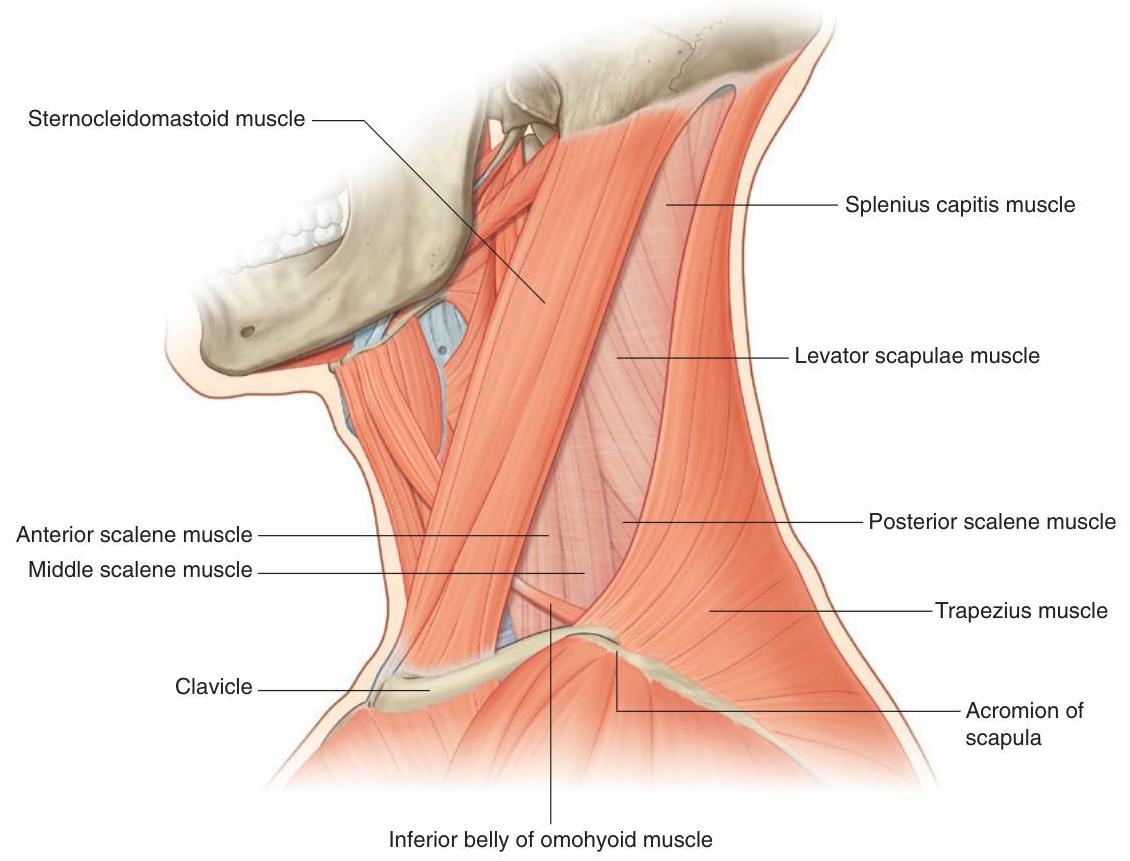 Sternocleidomastoid muscle
Splenius capitis muscle
Levator scapulae muscle
Posterior scalene muscle
Anterior scalene muscle
Middle scalene muscle
Trapezius muscle
Clavicle
Acromion of
scapula
Inferior belly of omohyoid muscle